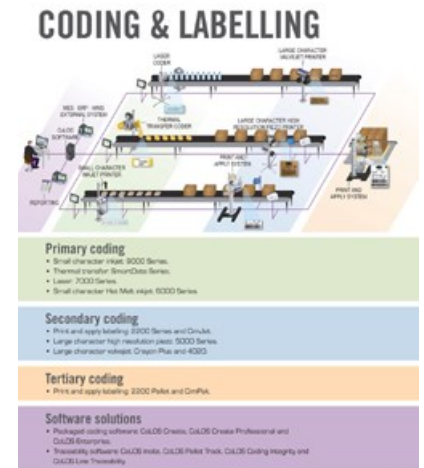 CODING & LABELLING
LARGE CHARACTER
VALVEJET PRINTER
LASER
CODER
MES ERP WMS
EXTERNAL SYSTEM
THERMAL
TRANSFER CODER
LARGE CHARACTER HIGH
RESOLUTION PIEZO PRINTER
CoLOS
SOFTWARE
PRINT AND
APPLY SYSTEM
SMALL CHARACTER
INKJET PRINTER
PRINT AND
APPLY SYSTEM
REPORTING
Primary coding
• Small character inkjet: 9000 Series.
• Thermal transfer: SmartDate Series.
• Laser: 7000 Series.
• Small character Hot Melt inkjet: 6000 Series.
Secondary coding
• Print and apply labelling: 2200 Series and CimJet.
• Large character high resolution piezo: 5000 Series.
• Large character valvejet: Crayon Plus and 4020.
Tertiary coding
• Print and apply labelling: 2200 Pallet and CimPak.
Software solutions
• Packaged coding software: CoLOS Create, CoLOS Create Professional and
CoLOS Enterprise.
• Traceability software: CoLOS Insite, CoLOS Pallet Track, CoLOS Coding Integrity and
CoLOS Line Traceability.